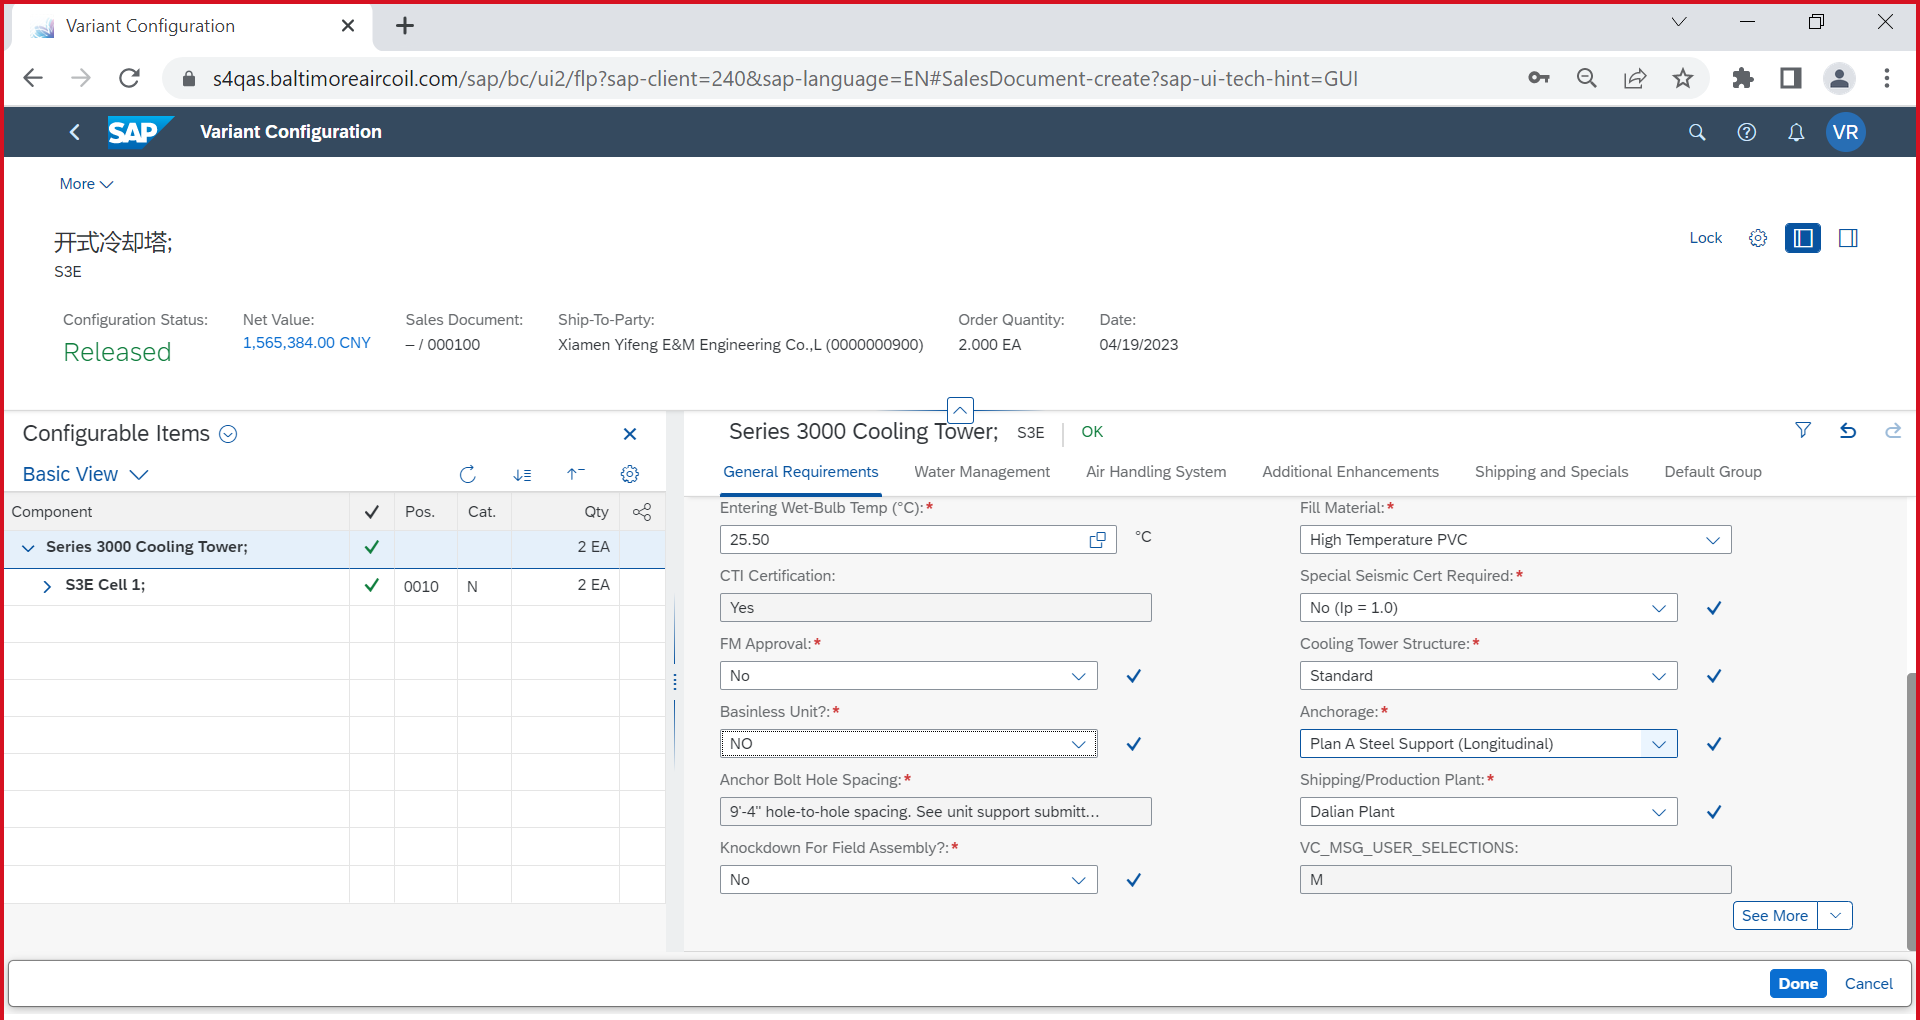 Variant Configuration
s4qas.baltimoreaircoil.com/sap/bc/ui2/flp?sap-client=240&sap-language=EN#SalesDocument-create?sap-ui-tech-hint=GUI
SAP Variant Configuration VR
More
开式冷却塔;
S3E
Lock
Configuration Status: Net Value: Sales Document: Ship-To-Party: Order Quantity: Date:
Released 1,565,384.00 CNY – / 000100 Xiamen Yifeng E&M Engineering Co.,L (0000000900) 2.000 EA 04/19/2023
Configurable Items
Basic View
Component Pos. Cat. Qty
Series 3000 Cooling Tower; 2 EA
S3E Cell 1; 0010 N 2 EA
Series 3000 Cooling Tower; S3E OK
General Requirements Water Management Air Handling System Additional Enhancements Shipping and Specials Default Group
Entering Wet-Bulb Temp (°C):* Fill Material:*
25.50 °C High Temperature PVC
CTI Certification: Special Seismic Cert Required:*
Yes No (Ip = 1.0)
FM Approval:* Cooling Tower Structure:*
No Standard
Basinless Unit?:* Anchorage:*
NO Plan A Steel Support (Longitudinal)
Anchor Bolt Hole Spacing:* Shipping/Production Plant:*
9'-4" hole-to-hole spacing. See unit support submitt... Dalian Plant
Knockdown For Field Assembly?:* VC_MSG_USER_SELECTIONS:
No M
See More
Done Cancel